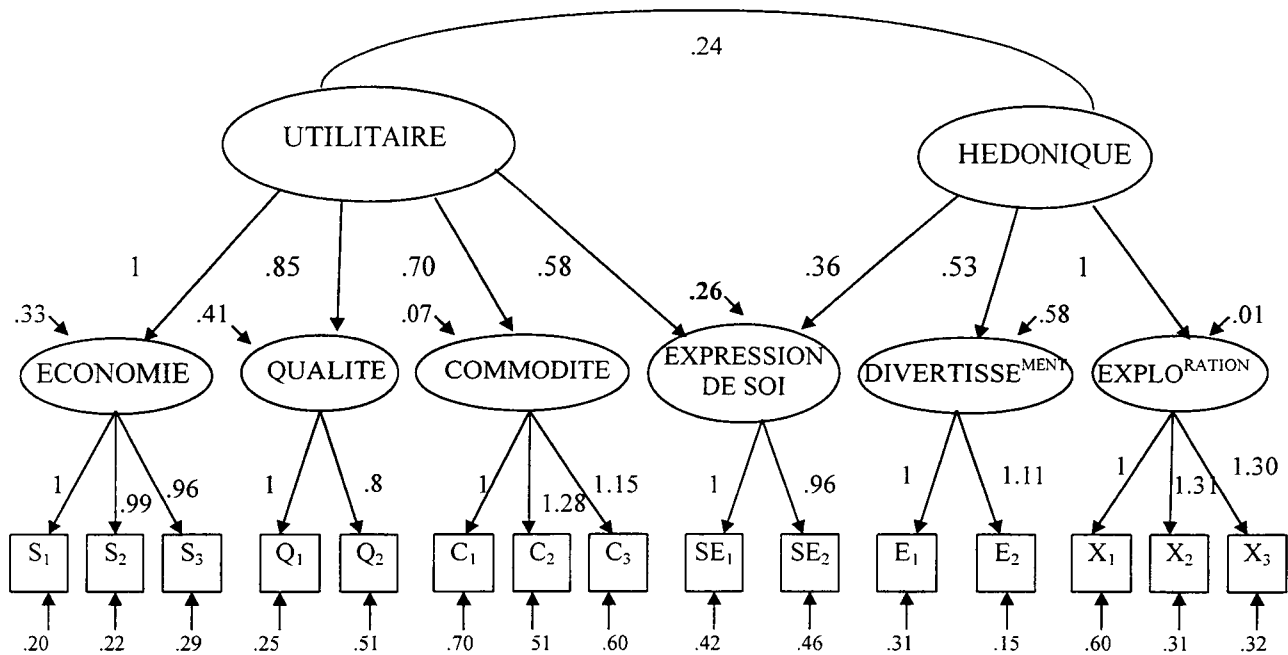 .24
UTILITAIRE
HEDONIQUE
1 .85 .70 .58 .36 .53 1
.33 .41 .07 .26 .58 .01
ECONOMIE
QUALITE
COMMODITE
EXPRESSION
DE SOI
DIVERTISSEMENT
EXPLORATION
1 .99 .96 1 .8 1 1.28 1.15 1 .96 1 1.11 1 1.31 1.30
S1 S2 S3 Q1 Q2 C1 C2 C3 SE1 SE2 E1 E2 X1 X2 X3
.20 .22 .29 .25 .51 .70 51 .60 .42 .46 .31 .15 .60 .31 .32